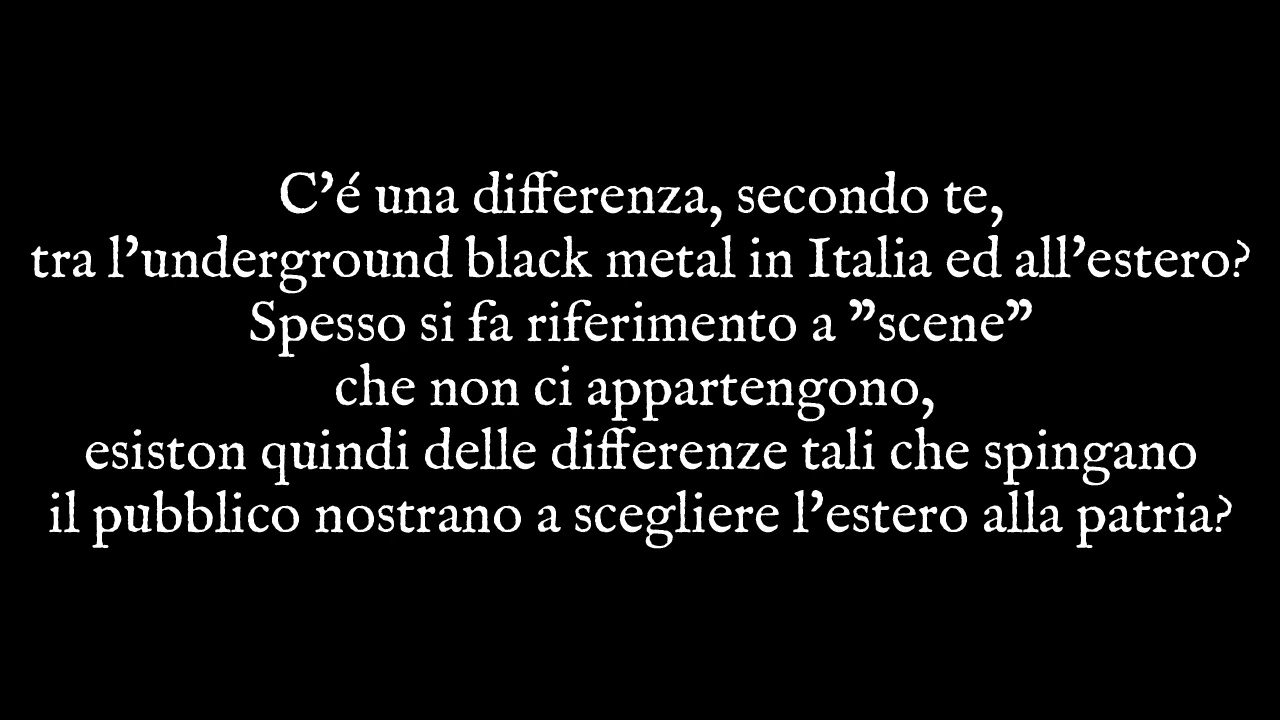 C’é una differenza, secondo te,
tra l’underground black metal in Italia ed all’estero?
Spesso si fa riferimento a ”scene”
che non ci appartengono,
esiston quindi delle differenze tali che spingano
il pubblico nostrano a scegliere l’estero alla patria?